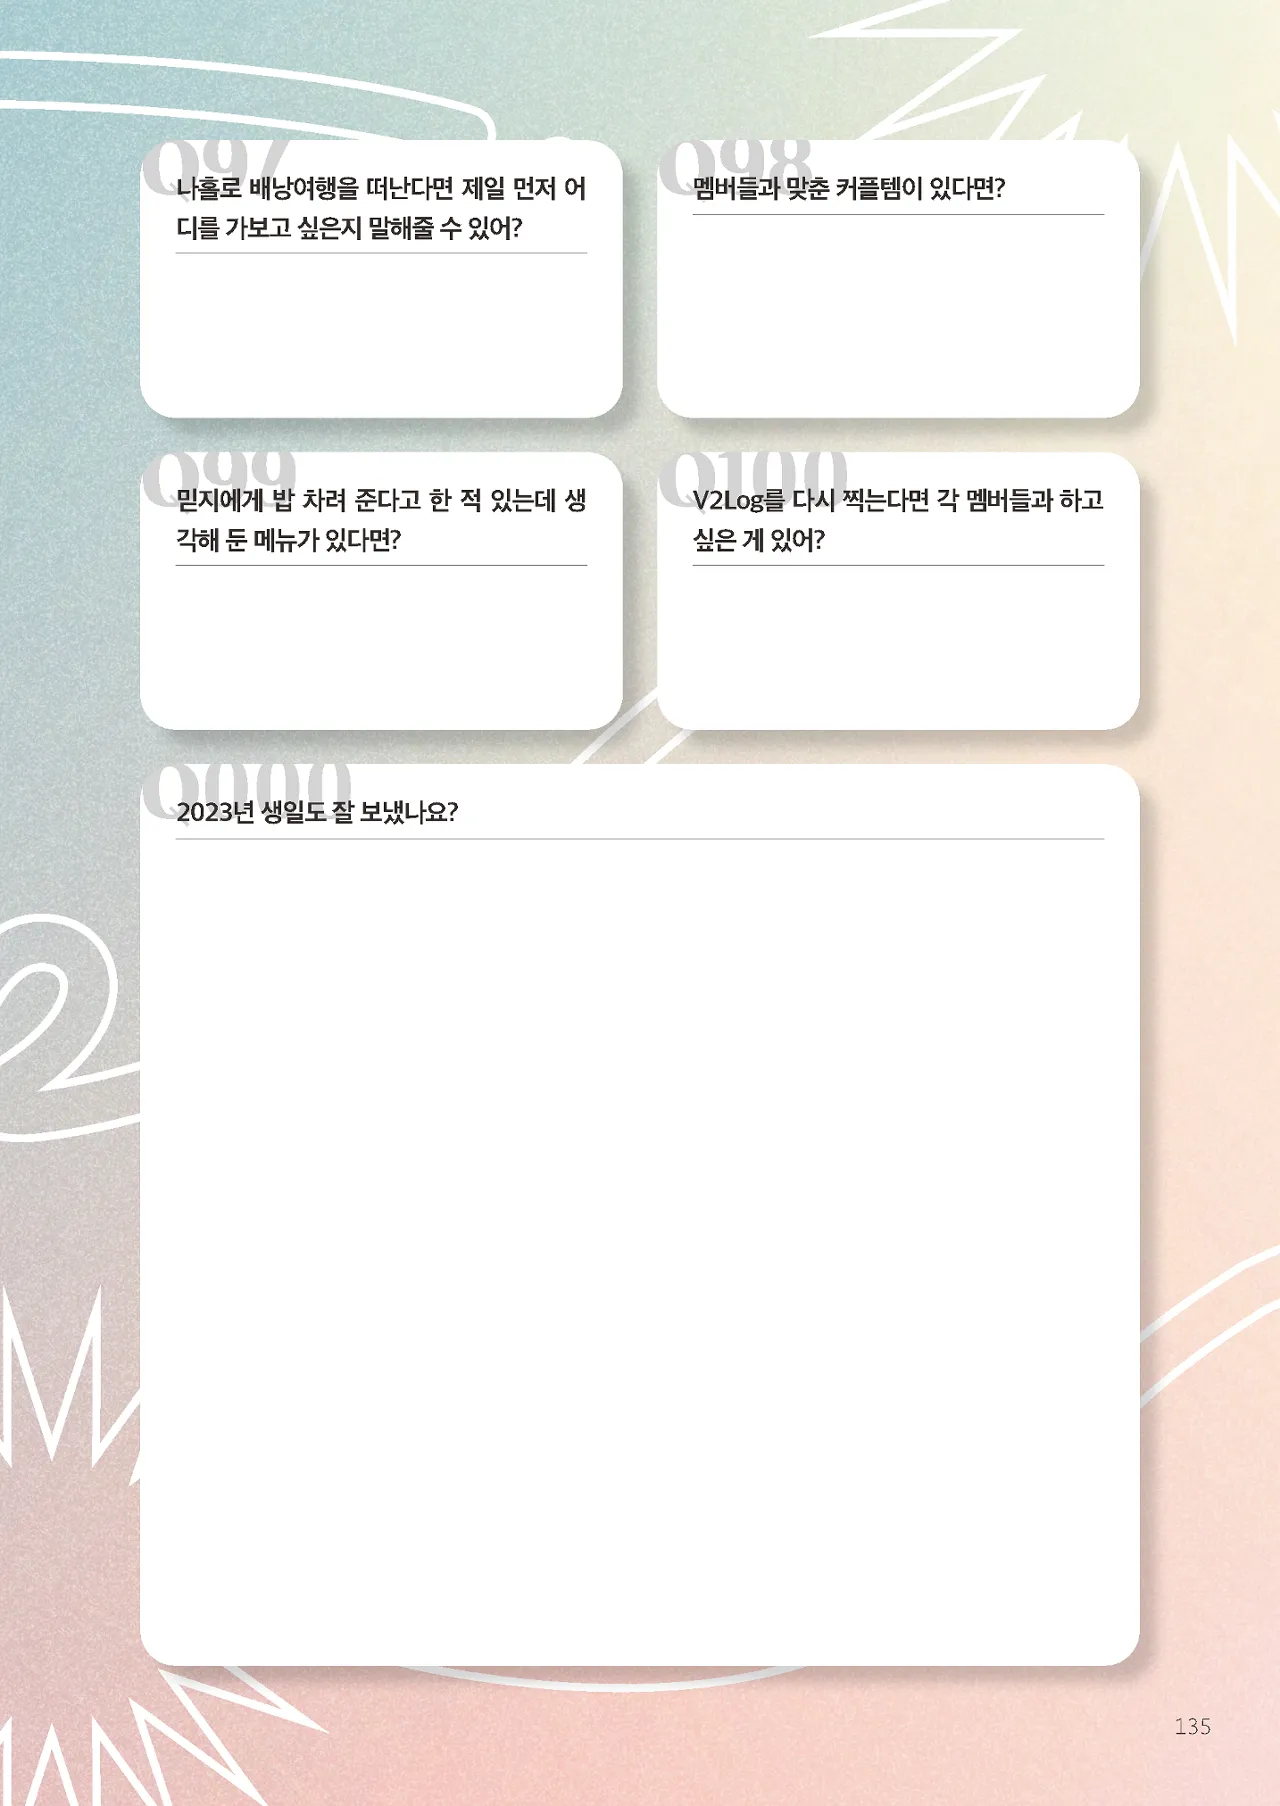 Q97
나홀로 배낭여행을 떠난다면 제일 먼저 어
디를 가보고 싶은지 말해줄 수 있어?
Q98
멤버들과 맞춘 커플템이 있다면?
Q99
믿지에게 밥 차려 준다고 한 적 있는데 생
각해 둔 메뉴가 있다면?
Q100
V2Log를 다시 찍는다면 각 멤버들과 하고
싶은 게 있어?
Q000
2023년 생일도 잘 보냈나요?
135